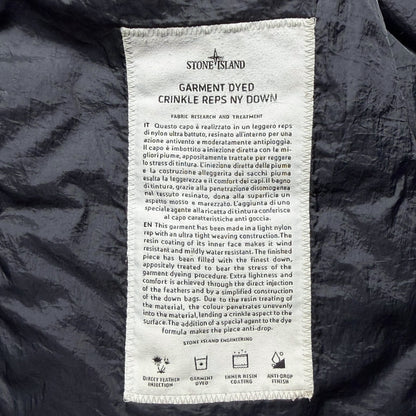 STONE ISLAND
GARMENT DYED
CRINKLE REPS NY DOWN
FABRIC RESEARCH AND TREATMENT
IT Questo capo è realizzato in un leggero reps
di nylon ultra battuto, resinato all'interno per una
ezione antivento e moderatamente antipioggia.
Il capo è imbottito a iniezione diretta con le mi
gliori piume, appositamente trattate per reggere
lo stress di tintura. L'iniezione diretta delle piume
e la costruzione alleggerita dei sacchi piuma
esalta la leggerezza e il comfort dei capi. Il bagno
di tintura, grazie alla penetrazione disomogenea
nel tessuto resinato, dona alla superficie un
aspetto mosso e marezzato. L'aggiunta di uno
speciale agente alla ricetta di tintura conferisce
al capo caratteristiche anti goccia.
EN This garment has been made in a light nylon
rep with an ultra tight weaving construction. The
resin coating of its inner face makes it wind
resistant and mildly water resistant. The finished
piece has been filled with the finest down,
appositely treated to bear the stress of the
garment dyeing procedure. Extra lightness and
comfort is achieved through the direct injection
of the feathers and by a simplified construction
of the down bags. Due to the resin treating of
the material, the colour penetrates unevenly
into the material, lending a crinkle aspect to the
surface. The addition of a special agent to the dye
formula makes the piece anti-drop.
STONE ISLAND ENGINEERING
DIRECT FEATHER
INJECTION
GARMENT
DYED
INNER RESIN
COATING
ANTI DROP
FINISH